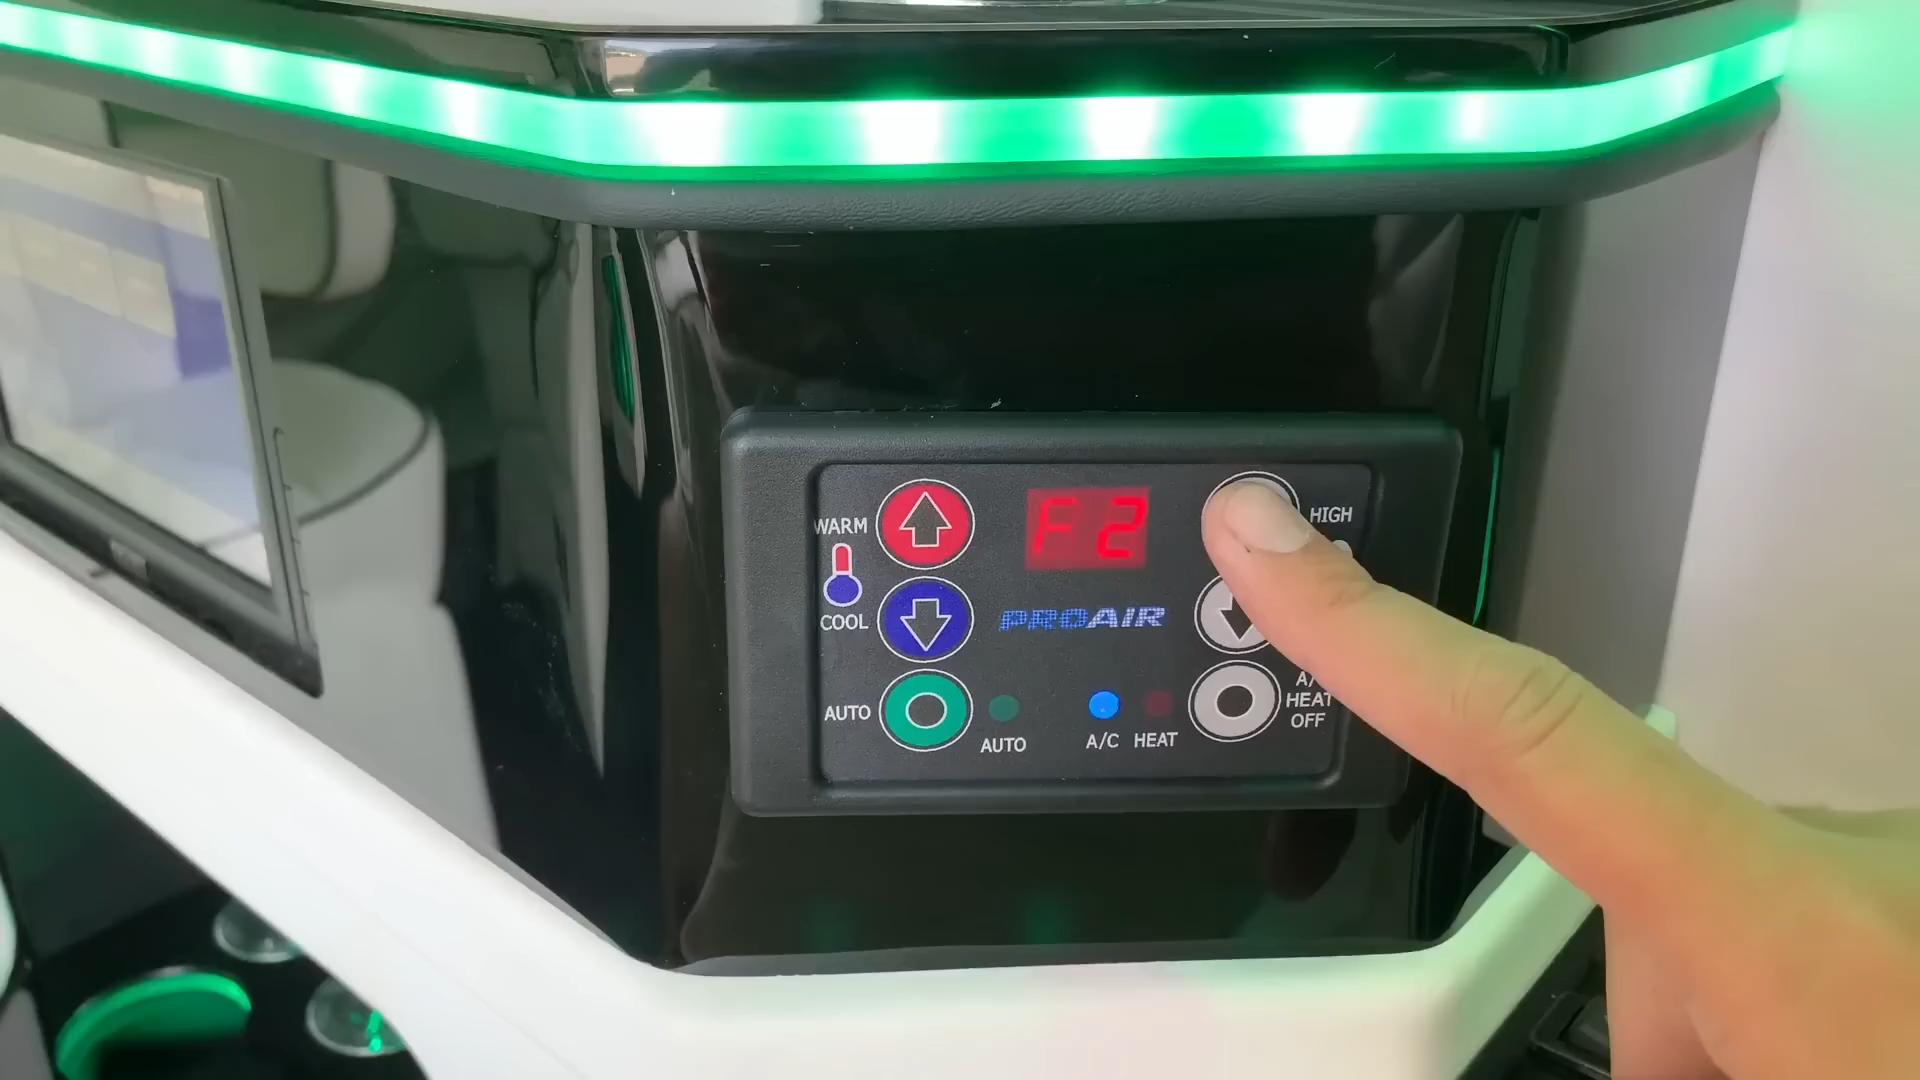 WARM
F2
HIGH
COOL
PROAIR
AUTO
AUTO
A/C
HEAT
HEAT
OFF